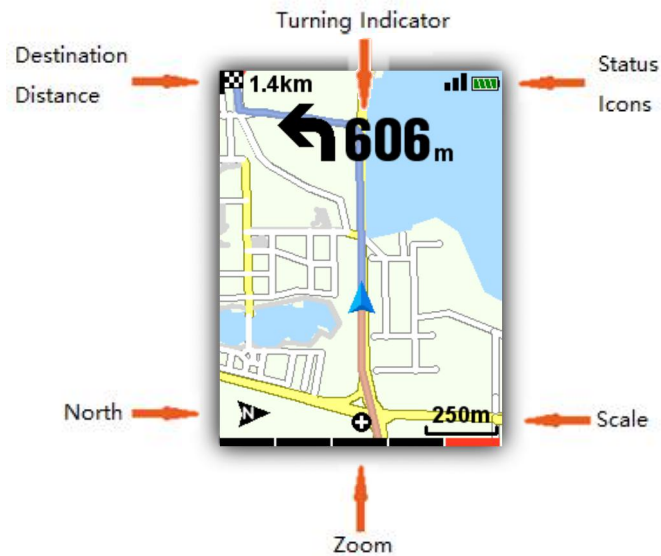 Turning Indicator
Destination
Distance
1.4km
Status
Icons
606m
North
N
250m
Scale
Zoom